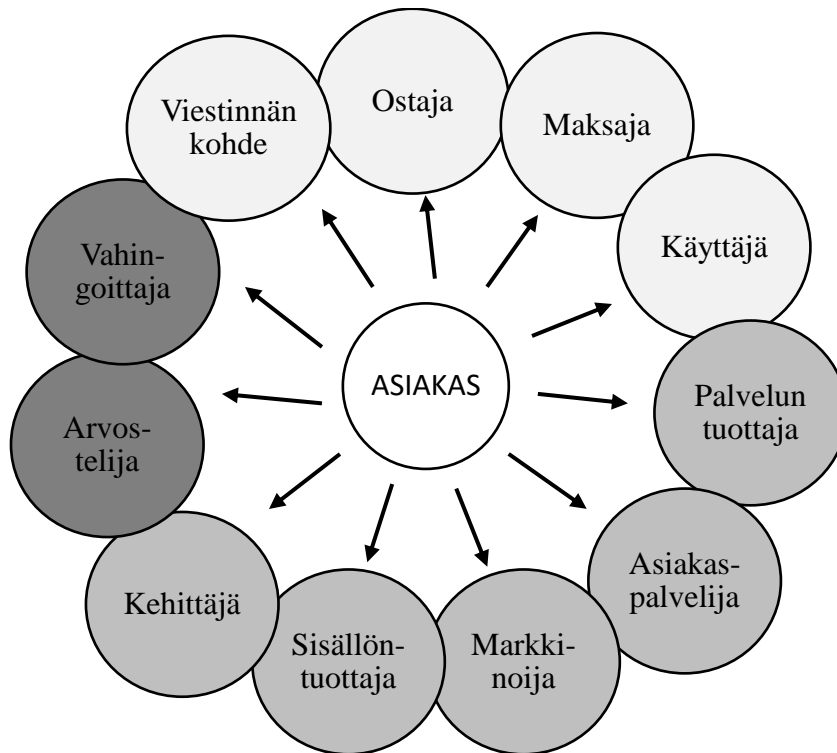 Viestinnän
kohde
Ostaja
Maksaja
Käyttäjä
Palvelun
tuottaja
Asiakas-
palvelija
Markki-
noija
Sisällön-
tuottaja
Kehittäjä
Arvos-
telija
Vahin-
goittaja
ASIAKAS